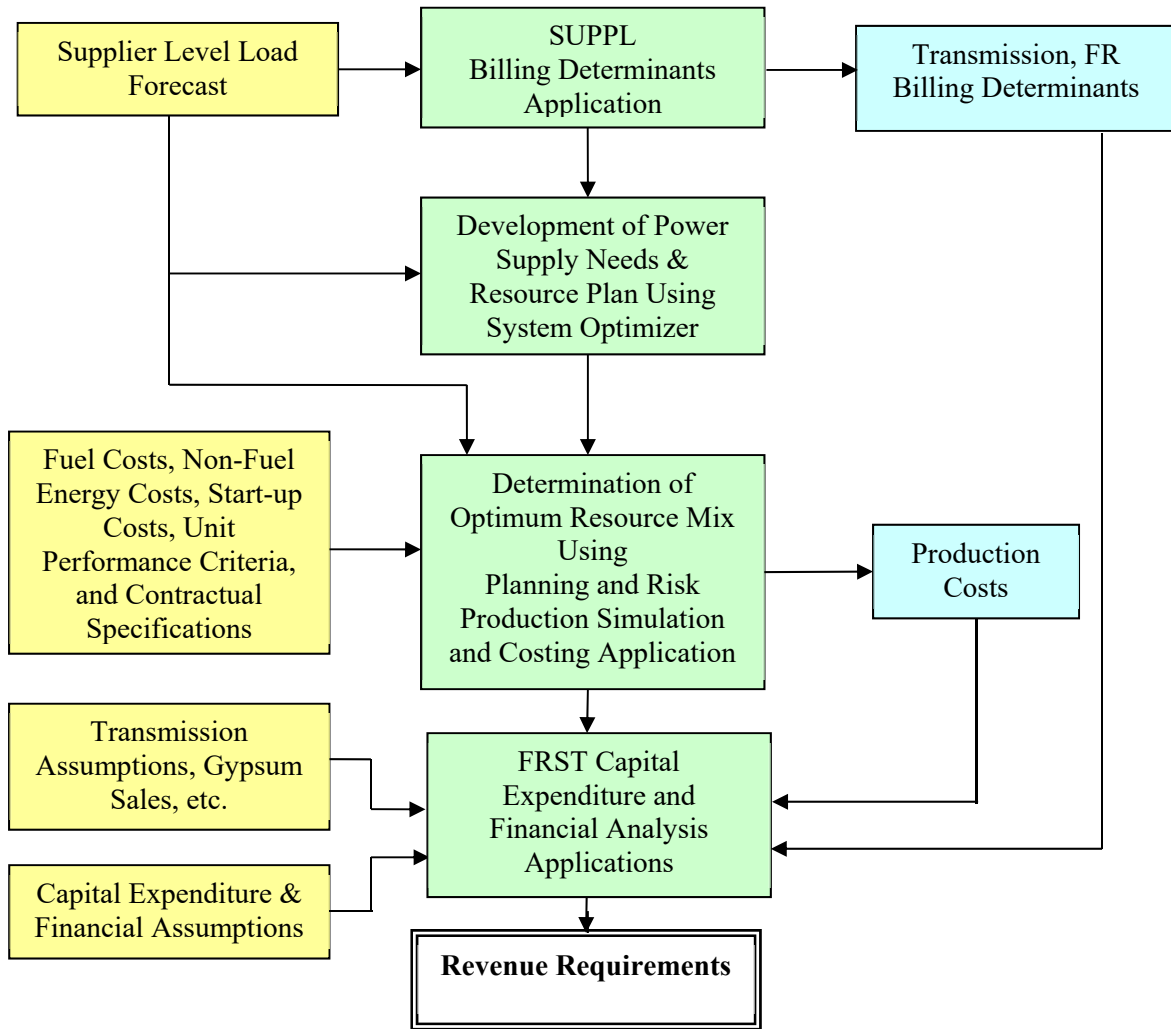 Supplier Level Load
Forecast
SUPPL
Billing Determinants
Application
Transmission, FR
Billing Determinants
Development of Power
Supply Needs &
Resource Plan Using
System Optimizer
Fuel Costs, Non-Fuel
Energy Costs, Start-up
Costs, Unit
Performance Criteria,
and Contractual
Specifications
Determination of
Optimum Resource Mix
Using
Planning and Risk
Production Simulation
and Costing Application
Production
Costs
Transmission
Assumptions, Gypsum
Sales, etc.
FRST Capital
Expenditure and
Financial Analysis
Applications
Capital Expenditure &
Financial Assumptions
Revenue Requirements